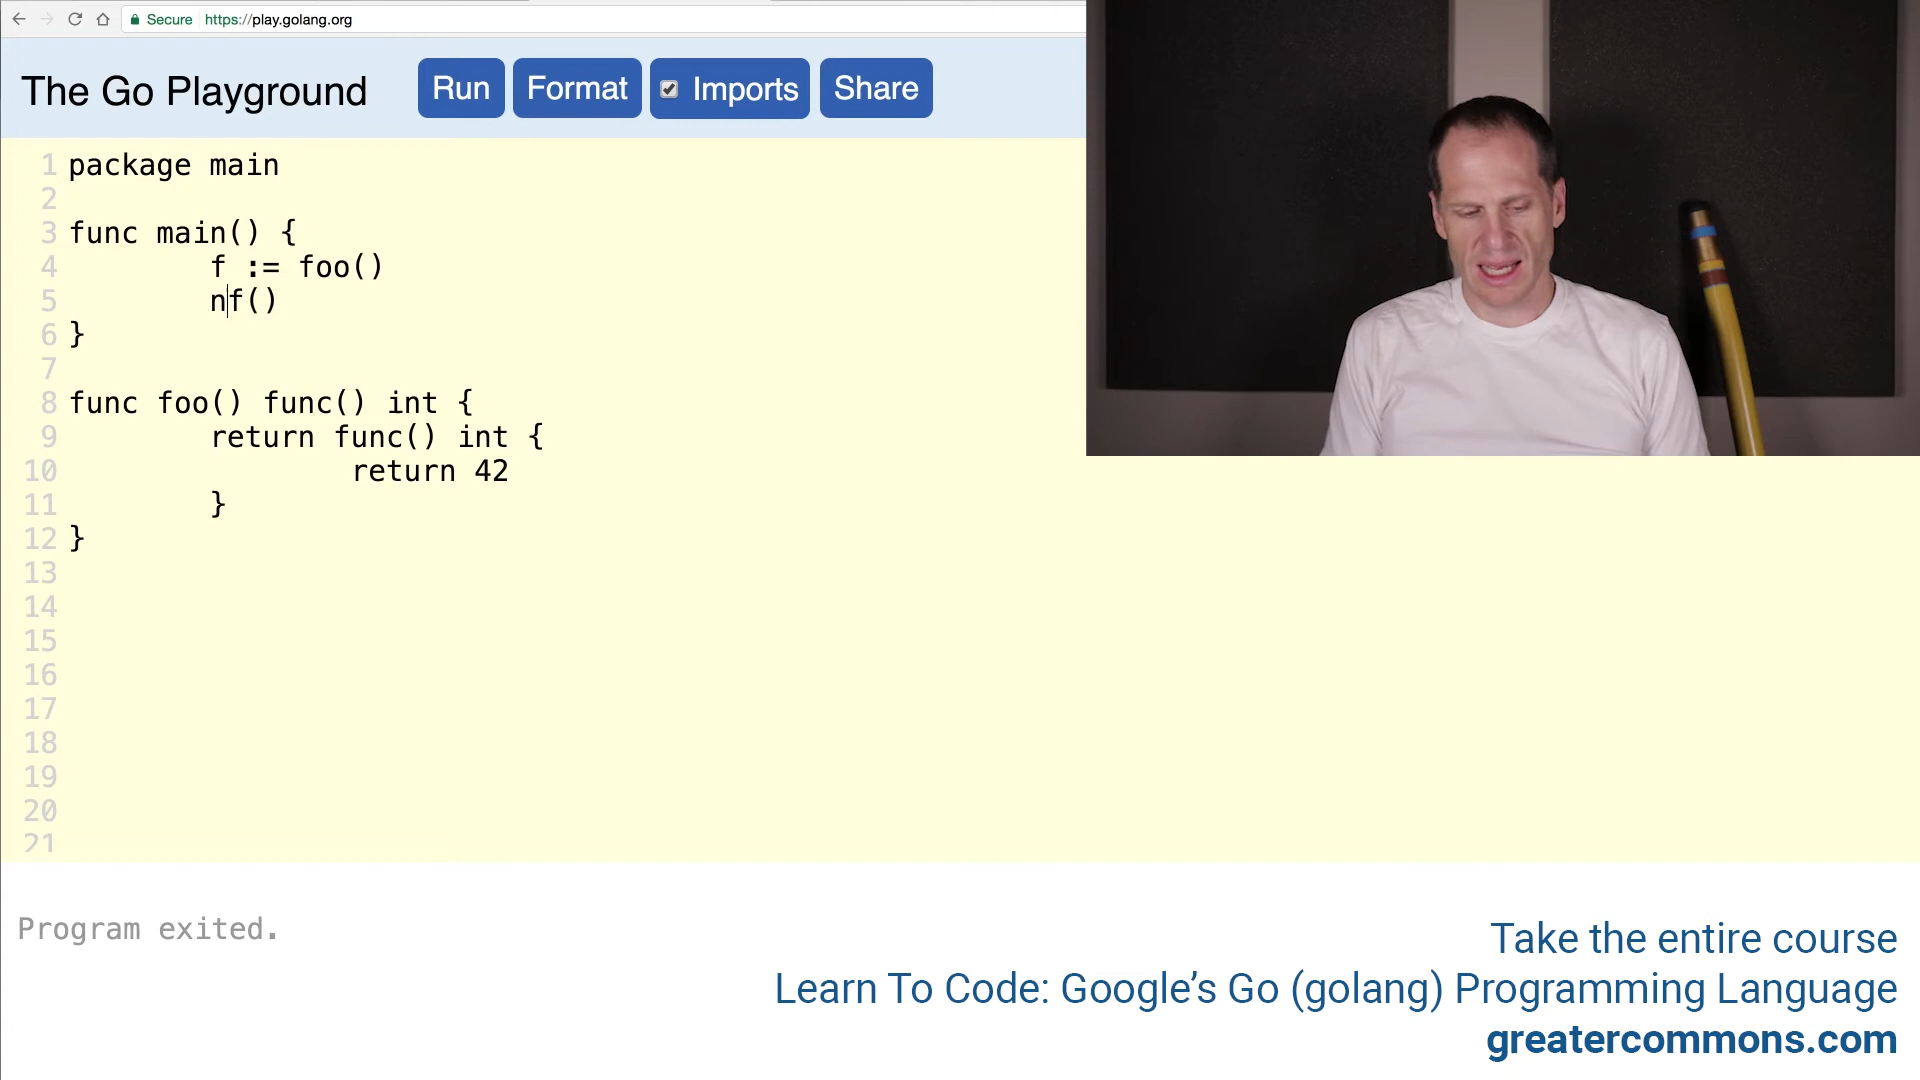 Secure https://play.golang.org
The Go Playground Run Format Imports Share
1 package main
2
3 func main() {
4 f := foo()
5 nf()
6 }
7
8 func foo() func() int {
9 return func() int {
10 return 42
11 }
12 }
13
14
15
16
17
18
19
20
21
Program exited.
Take the entire course
Learn To Code: Google’s Go (golang) Programming Language
greatercommons.com